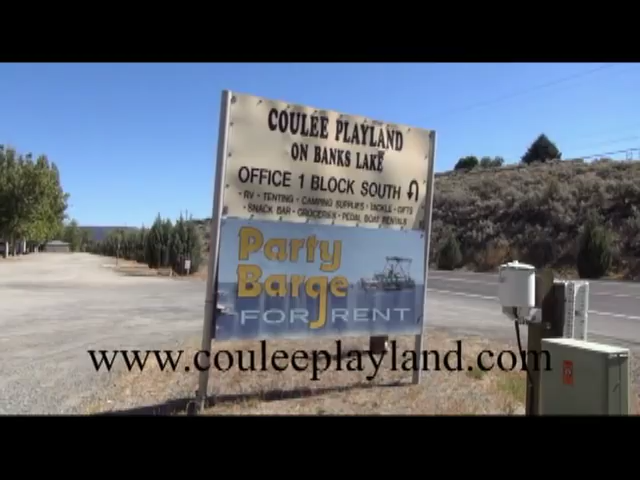 COULEE PLAYLAND
ON BANKS LAKE
OFFICE 1 BLOCK SOUTH
- RV - TENTING - CAMPING SUPPLIES - TACKLE - GIFTS
- SNACK BAR - GROCERIES - PEDAL BOAT RENTALS
Party
Barge
FOR RENT
www.couleeplayland.com